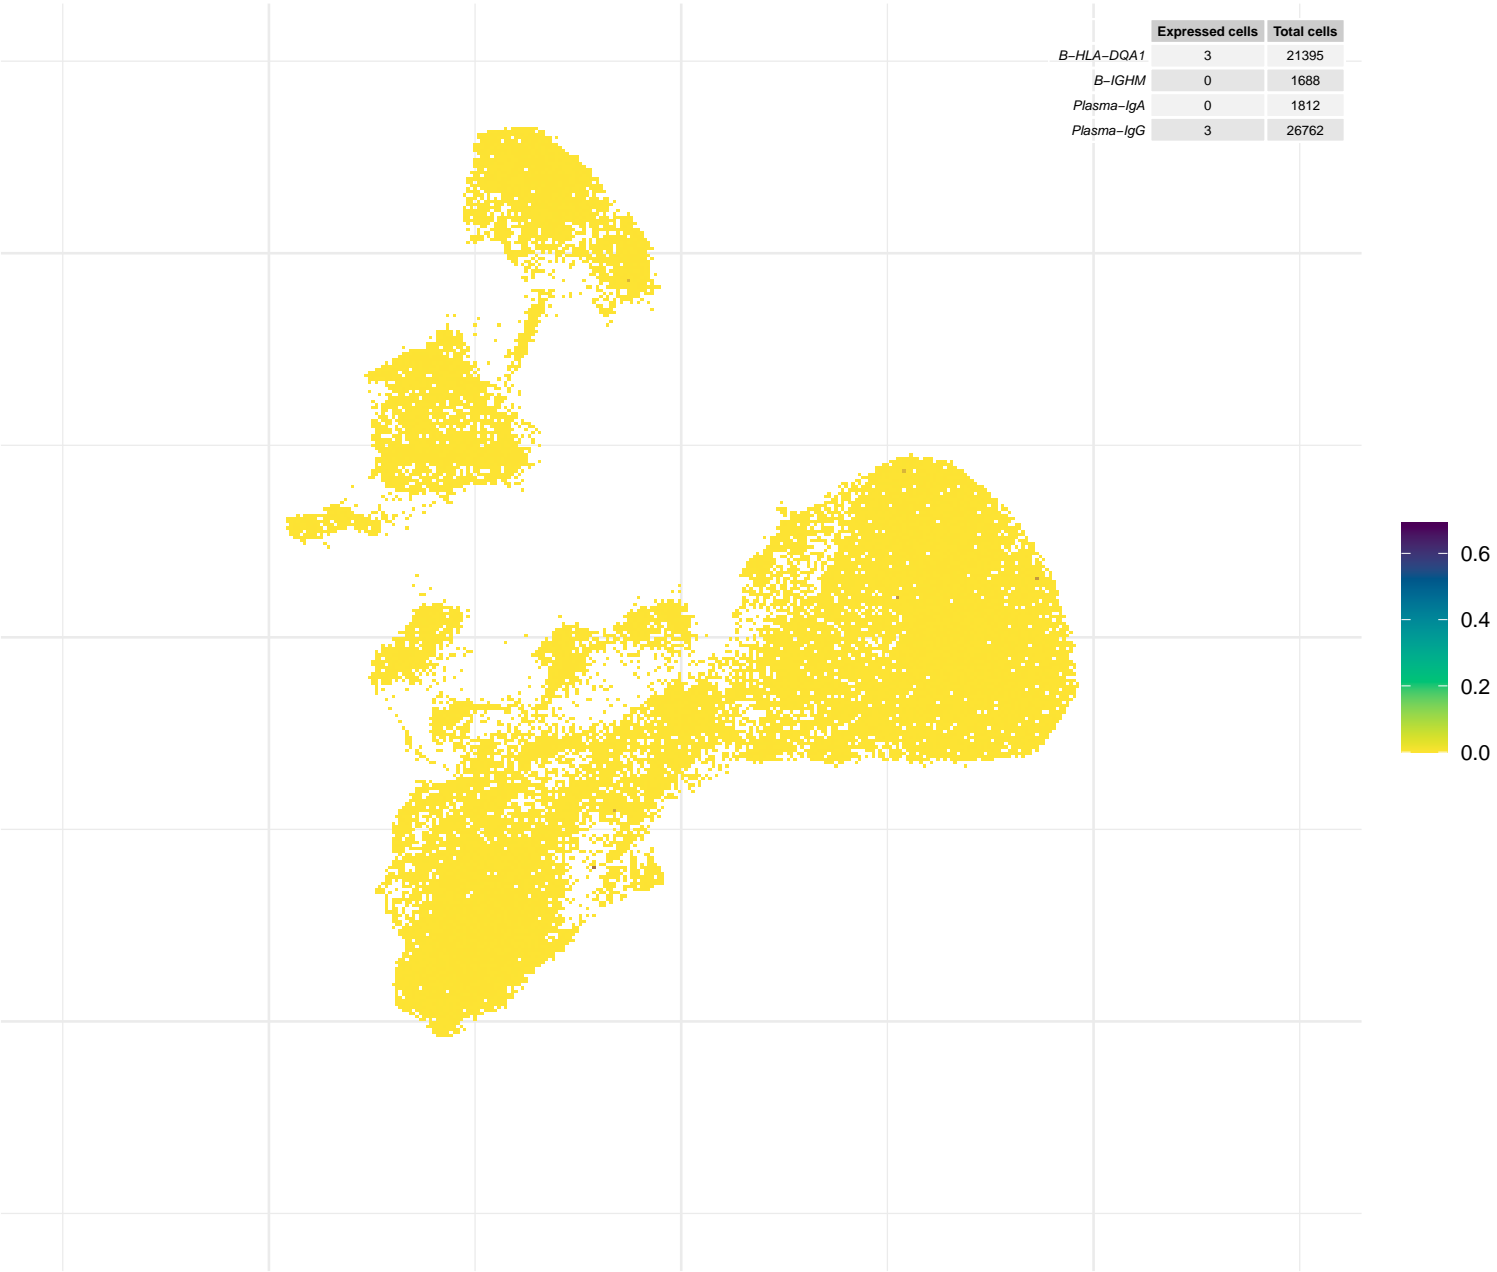 Expressed cells Total cells
B−HLA−DQA1 3 21395
B−IGHM 0 1688
Plasma−IgA 0 1812
Plasma−IgG 3 26762
0.6
0.4
0.2
0.0